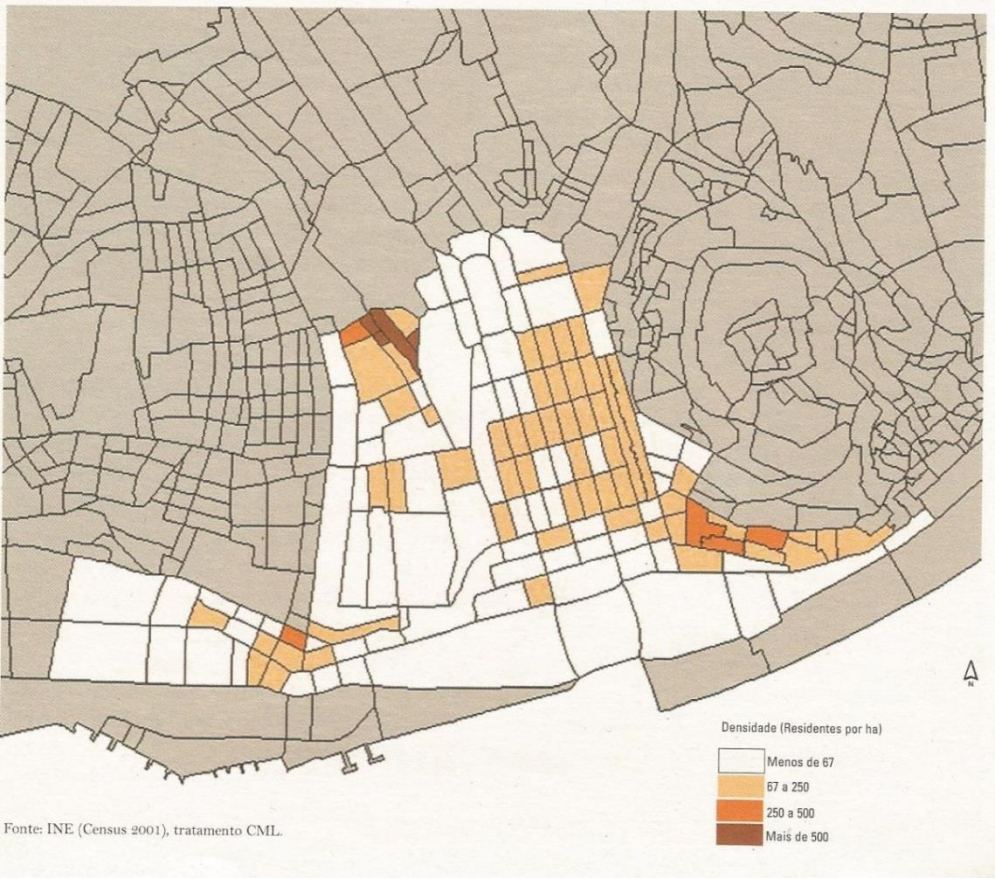 N
Densidade (Residentes por ha)
Menos de 67
67 a 250
250 a 500
Mais de 500
Fonte: INE (Census 2001), tratamento CML.